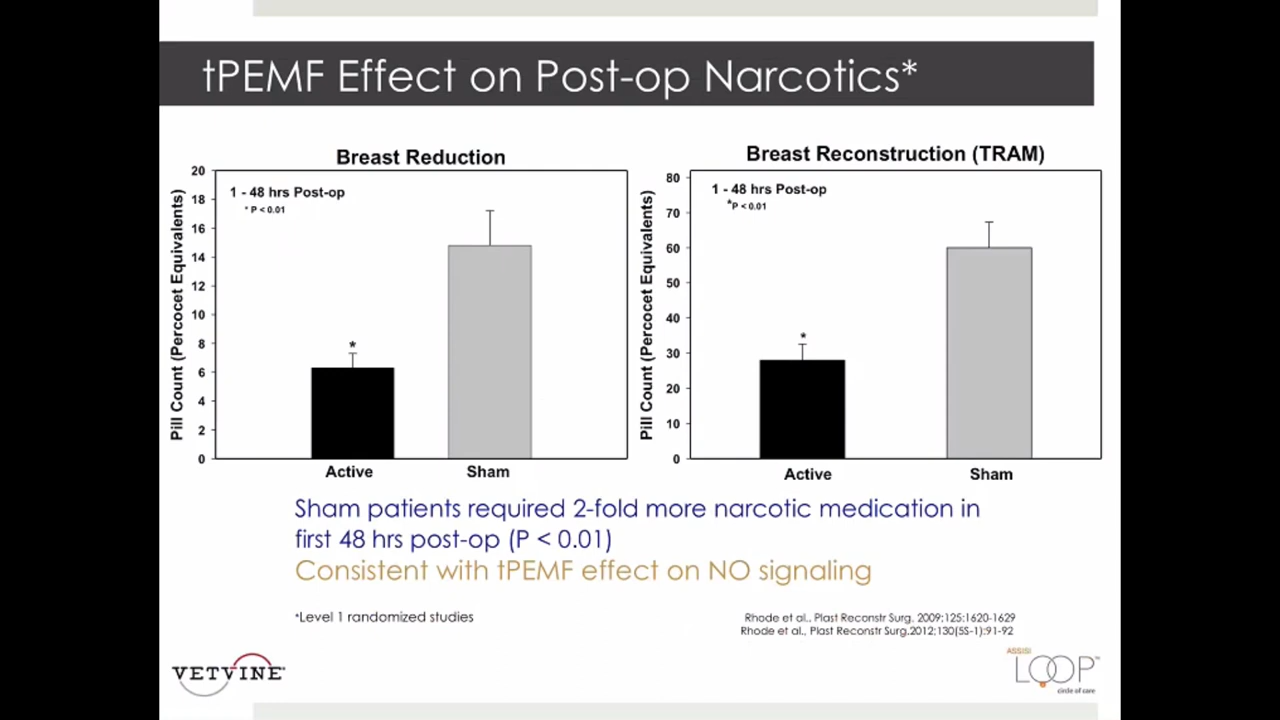 tPEMF Effect on Post-op Narcotics*
Breast Reduction
1 - 48 hrs Post-op
* P < 0.01
Pill Count (Percocet Equivalents)
20
18
16
14
12
10
8
6
4
2
0
*
Active
Sham
Breast Reconstruction (TRAM)
1 - 48 hrs Post-op
*P < 0.01
Pill Count (Percocet Equivalents)
80
70
60
50
40
30
20
10
0
*
Active
Sham
Sham patients required 2-fold more narcotic medication in
first 48 hrs post-op (P < 0.01)
Consistent with tPEMF effect on NO signaling
*Level 1 randomized studies
Rhode et al., Plast Reconstr Surg. 2009;125:1620-1629
Rhode et al., Plast Reconstr Surg.2012;130(5S-1):91-92
VETVINE®
ASSISI
LOOP™
circle of care